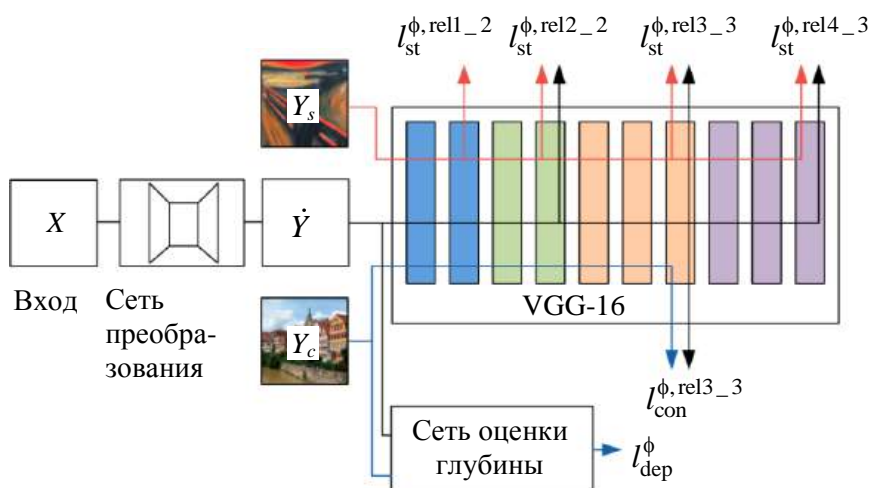 l_st^ϕ, rel1_2 l_st^ϕ, rel2_2 l_st^ϕ, rel3_3 l_st^ϕ, rel4_3
Y_s
X
Ẏ
Вход
Сеть
преобра-
зования
VGG-16
Y_c
l_con^ϕ, rel3_3
Сеть оценки
глубины
l_dep^ϕ